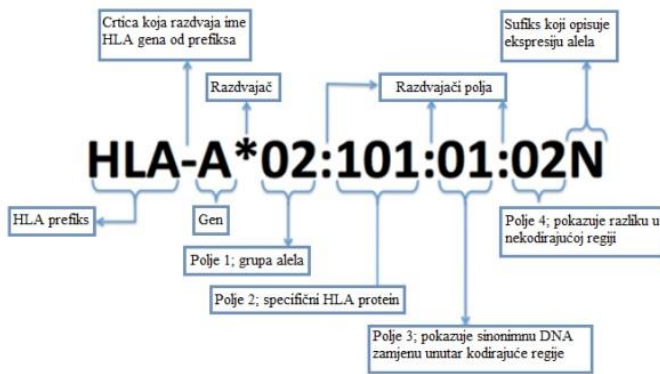 Crtica koja razdvaja ime
HLA gena od prefiksa
Sufiks koji opisuje
ekspresiju alela
Razdvajač
Razdvajači polja
HLA-A*02:101:01:02N
HLA prefiks
Gen
Polje 1; grupa alela
Polje 2; specifični HLA protein
Polje 3; pokazuje sinonimnu DNA
zamjenu unutar kodirajuće regije
Polje 4; pokazuje razliku u
nekodirajućoj regiji